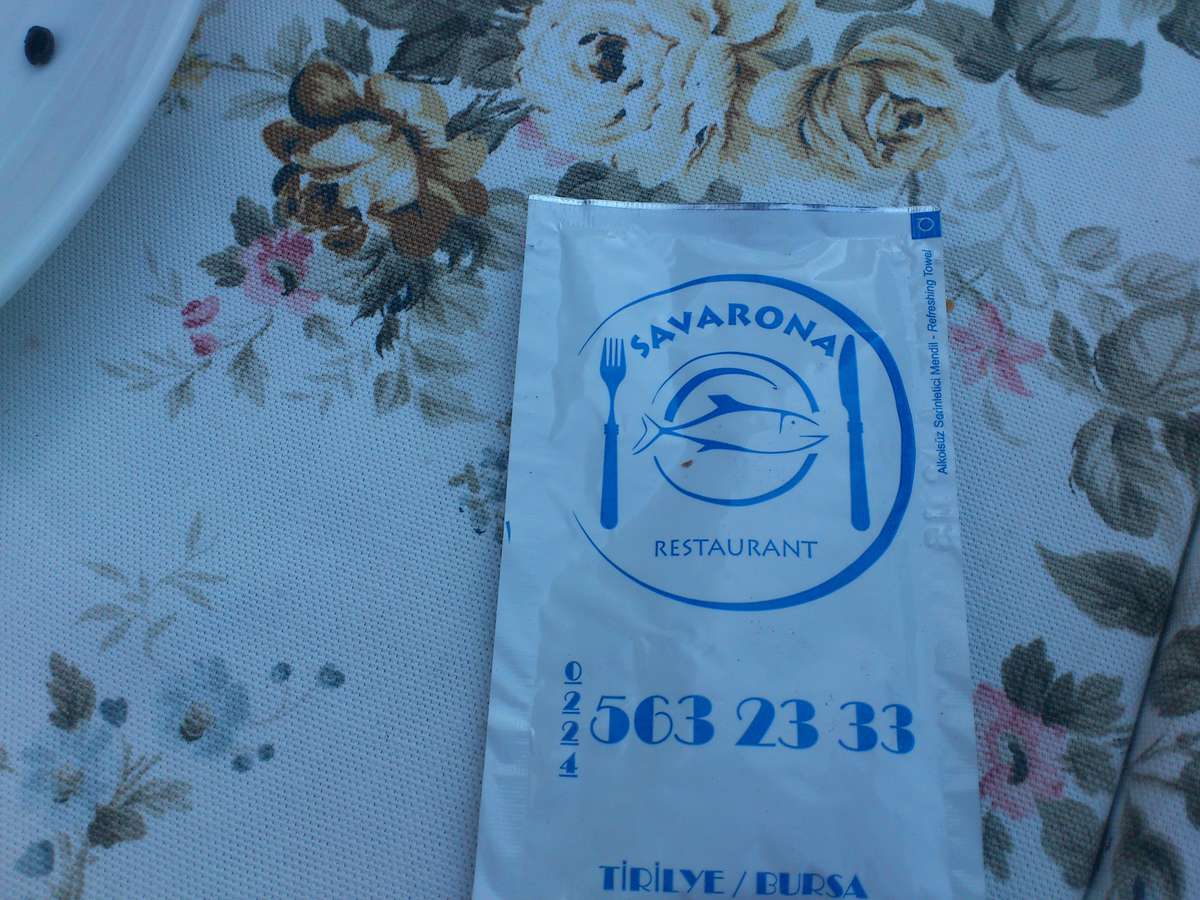 SAVARONA
RESTAURANT
0224 563 23 33
TİRİLYE / BURSA
Alkolsüz Serinletici Mendil - Refreshing Towel